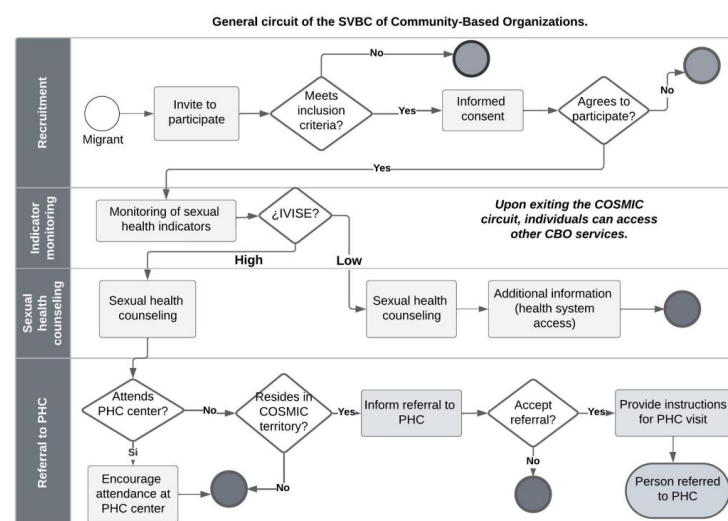 General circuit of the SVBC of Community-Based Organizations.
Recruitment
Migrant
Invite to
participate
Meets
inclusion
criteria?
No
Yes
Informed
consent
Agrees to
participate?
No
Yes
Indicator
monitoring
Monitoring of sexual
health indicators
¿IVISE?
High
Low
Upon exiting the COSMIC
circuit, individuals can access
other CBO services.
Sexual
health
counseling
Sexual health
counseling
Sexual health
counseling
Additional information
(health system
access)
Referral to PHC
Attends
PHC center?
No
Si
Encourage
attendance at
PHC center
Resides in
COSMIC
territory?
Yes
No
Inform referral to
PHC
Accept
referral?
Yes
No
Provide instructions
for PHC visit
Person referred
to PHC